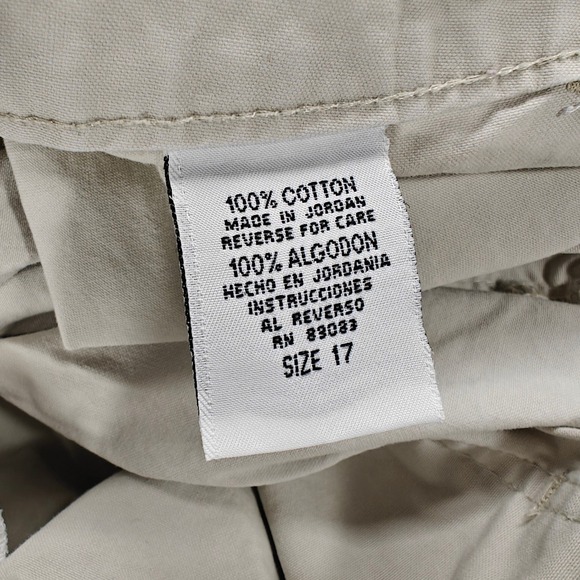 100% COTTON
MADE IN JORDAN
REVERSE FOR CARE
100% ALGODON
HECHO EN JORDANIA
INSTRUCCIONES
AL REVERSO
RN 83083
SIZE 17